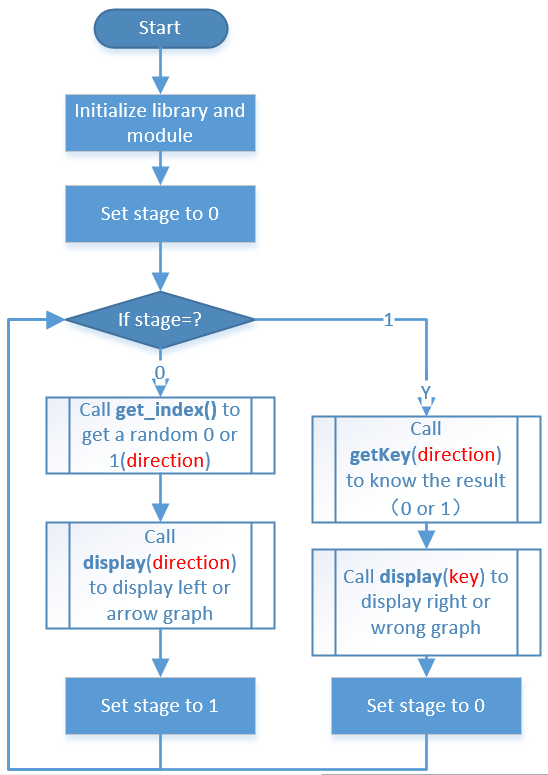 Start
Initialize library and
module
Set stage to 0
If stage=?
1
0
Y
Call get_index() to
get a random 0 or
1(direction)
Call
getKey(direction)
to know the result
（0 or 1）
Call
display(direction)
to display left or
arrow graph
Call display(key) to
display right or
wrong graph
Set stage to 1
Set stage to 0